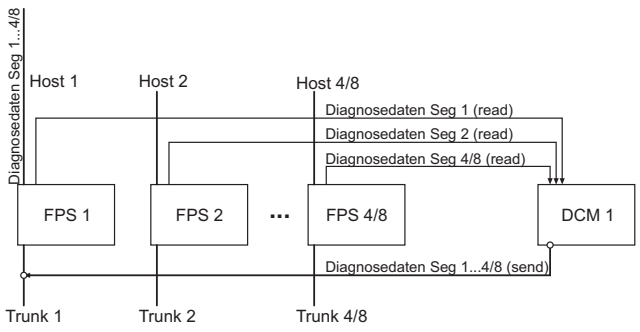 Diagnosedaten Seg 1...4/8
Host 1
Host 2
Host 4/8
Diagnosedaten Seg 1 (read)
Diagnosedaten Seg 2 (read)
Diagnosedaten Seg 4/8 (read)
FPS 1
FPS 2
...
FPS 4/8
DCM 1
Diagnosedaten Seg 1...4/8 (send)
Trunk 1
Trunk 2
Trunk 4/8